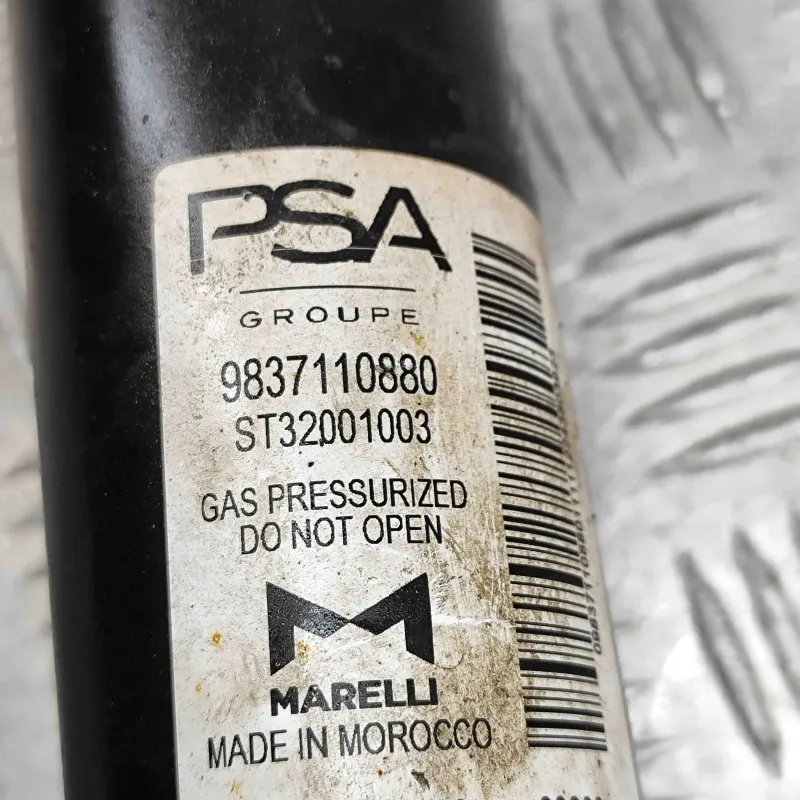 PSA
GROUPE
9837110880
ST32001003
GAS PRESSURIZED
DO NOT OPEN
MARELLI
MADE IN MOROCCO